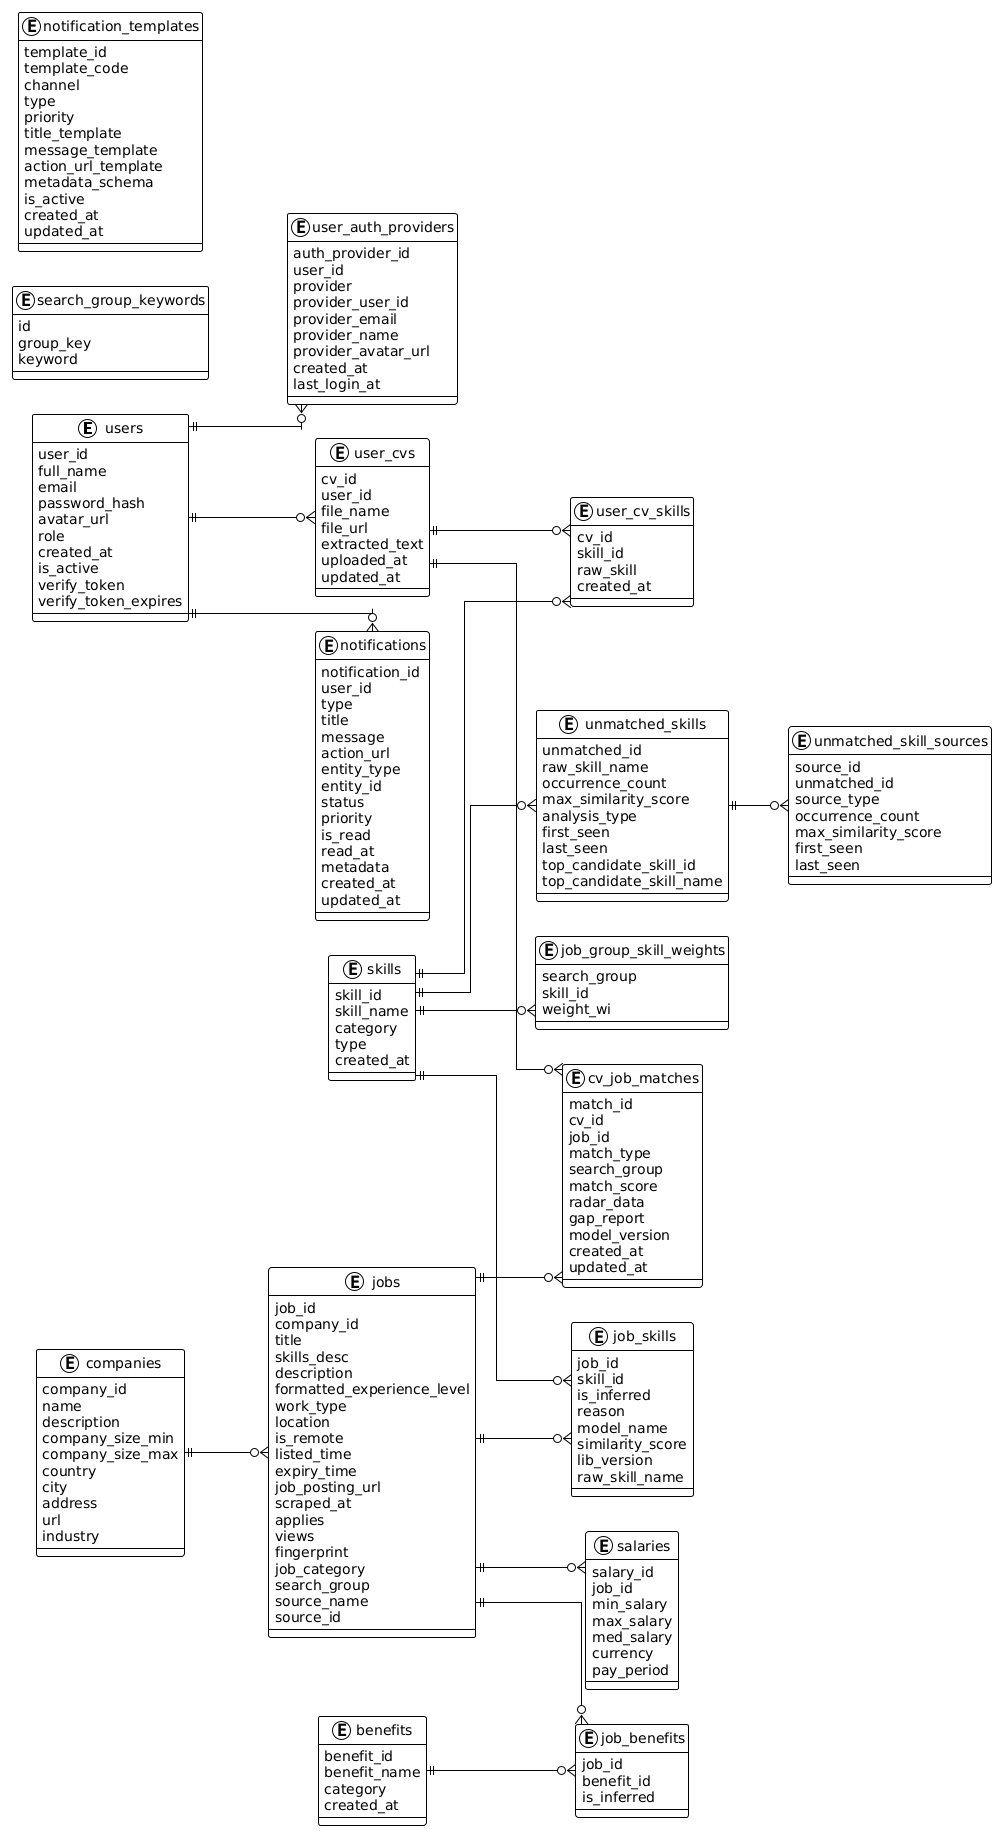 E notification_templates
template_id
template_code
channel
type
priority
title_template
message_template
action_url_template
metadata_schema
is_active
created_at
updated_at
E user_auth_providers
auth_provider_id
user_id
provider
provider_user_id
provider_email
provider_name
provider_avatar_url
created_at
last_login_at
E search_group_keywords
id
group_key
keyword
E users
user_id
full_name
email
password_hash
avatar_url
role
created_at
is_active
verify_token
verify_token_expires
E user_cvs
cv_id
user_id
file_name
file_url
extracted_text
uploaded_at
updated_at
E user_cv_skills
cv_id
skill_id
raw_skill
created_at
E notifications
notification_id
user_id
type
title
message
action_url
entity_type
entity_id
status
priority
is_read
read_at
metadata
created_at
updated_at
E unmatched_skills
unmatched_id
raw_skill_name
occurrence_count
max_similarity_score
analysis_type
first_seen
last_seen
top_candidate_skill_id
top_candidate_skill_name
E unmatched_skill_sources
source_id
unmatched_id
source_type
occurrence_count
max_similarity_score
first_seen
last_seen
E skills
skill_id
skill_name
category
type
created_at
E job_group_skill_weights
search_group
skill_id
weight_wi
E cv_job_matches
match_id
cv_id
job_id
match_type
search_group
match_score
radar_data
gap_report
model_version
created_at
updated_at
E jobs
job_id
company_id
title
skills_desc
description
formatted_experience_level
work_type
location
is_remote
listed_time
expiry_time
job_posting_url
scraped_at
applies
views
fingerprint
job_category
search_group
source_name
source_id
E companies
company_id
name
description
company_size_min
company_size_max
country
city
address
url
industry
E job_skills
job_id
skill_id
is_inferred
reason
model_name
similarity_score
lib_version
raw_skill_name
E salaries
salary_id
job_id
min_salary
max_salary
med_salary
currency
pay_period
E benefits
benefit_id
benefit_name
category
created_at
E job_benefits
job_id
benefit_id
is_inferred